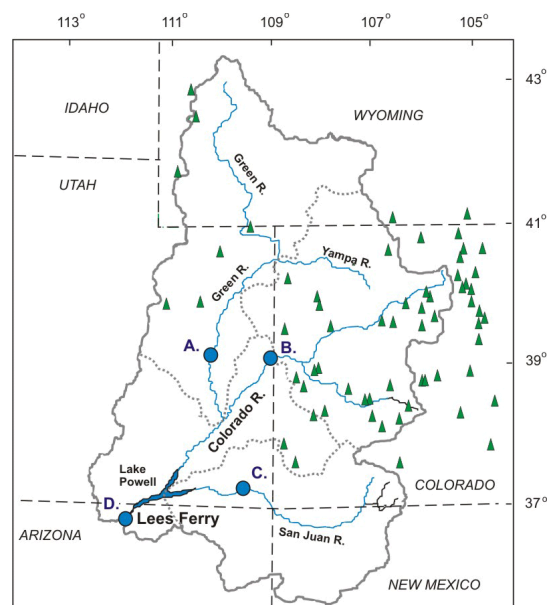 113° 111° 109° 107° 105°
43°
IDAHO
WYOMING
UTAH
Green R.
41°
Yampa R.
Green R.
A.
B.
39°
Colorado R.
Lake
Powell
C.
COLORADO
D.
37°
Lees Ferry
ARIZONA
San Juan R.
NEW MEXICO